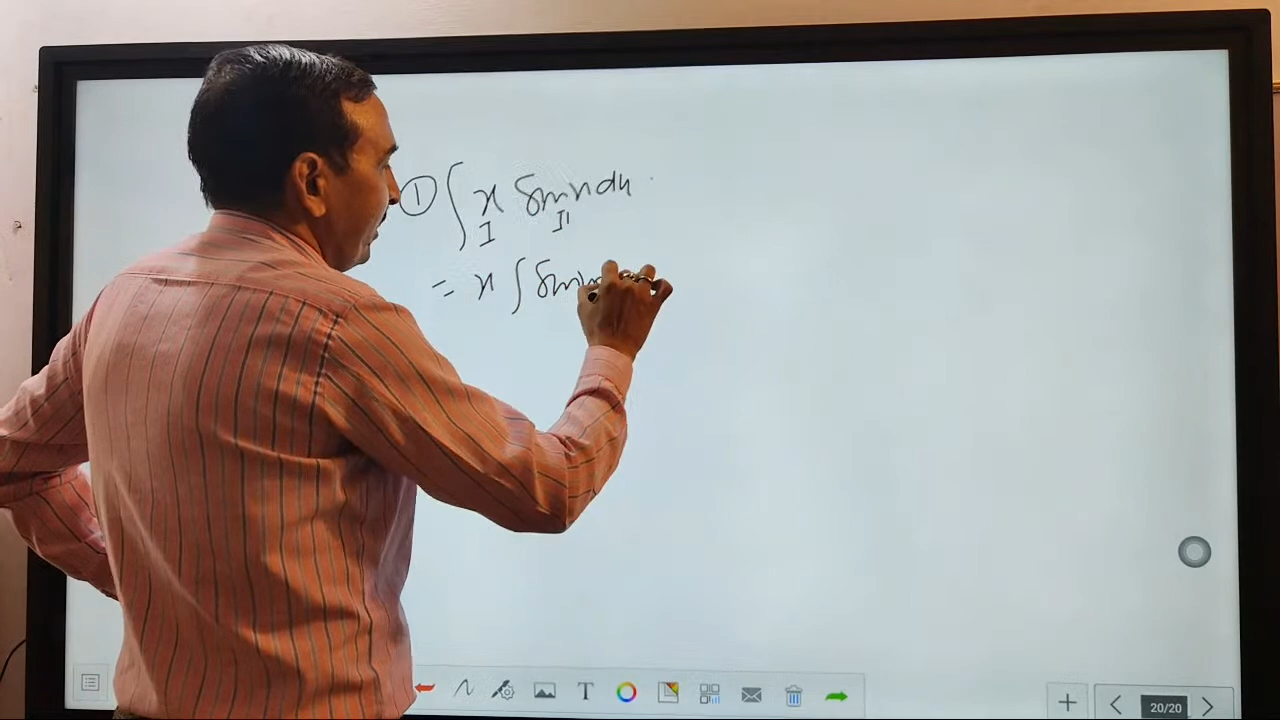 ① ∫ x sinx dx
I II
= x ∫ sin
T
20/20